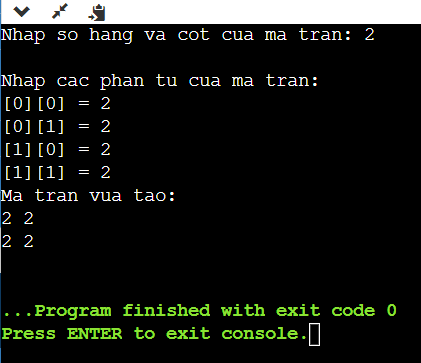 Nhap so hang va cot cua ma tran: 2
Nhap cac phan tu cua ma tran:
[0][0] = 2
[0][1] = 2
[1][0] = 2
[1][1] = 2
Ma tran vua tao:
2 2
2 2
...Program finished with exit code 0
Press ENTER to exit console.